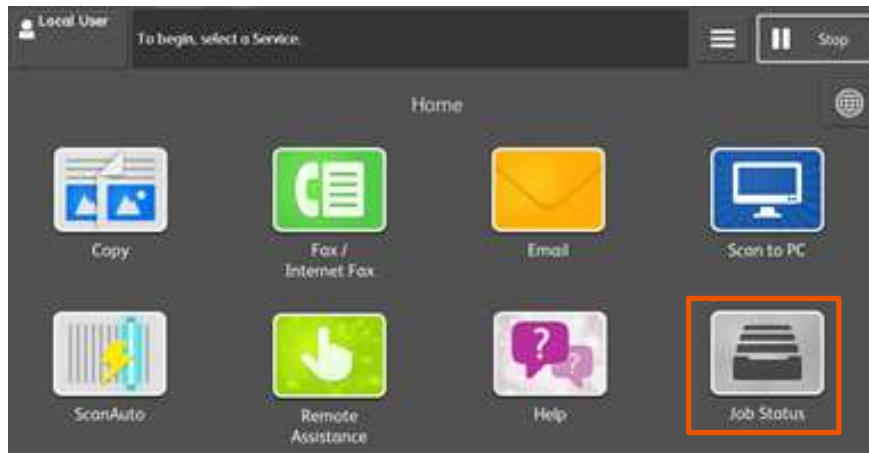 Local User
To begin, select a Service.
Stop
Home
Copy
Fax /
Internet Fax
Email
Scan to PC
ScanAuto
Remote
Assistance
?
?
Help
Job Status